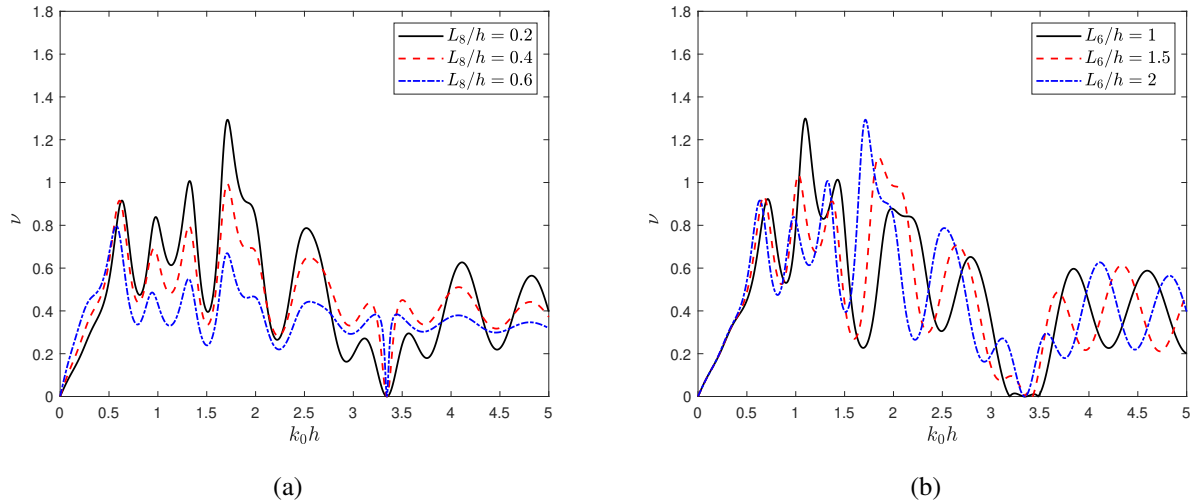 1.8
1.6
1.4
1.2
1
0.8
0.6
0.4
0.2
0
ν
L₈/h = 0.2
L₈/h = 0.4
L₈/h = 0.6
0 0.5 1 1.5 2 2.5 3 3.5 4 4.5 5
k₀h
(a)
1.8
1.6
1.4
1.2
1
0.8
0.6
0.4
0.2
0
ν
L₆/h = 1
L₆/h = 1.5
L₆/h = 2
0 0.5 1 1.5 2 2.5 3 3.5 4 4.5 5
k₀h
(b)